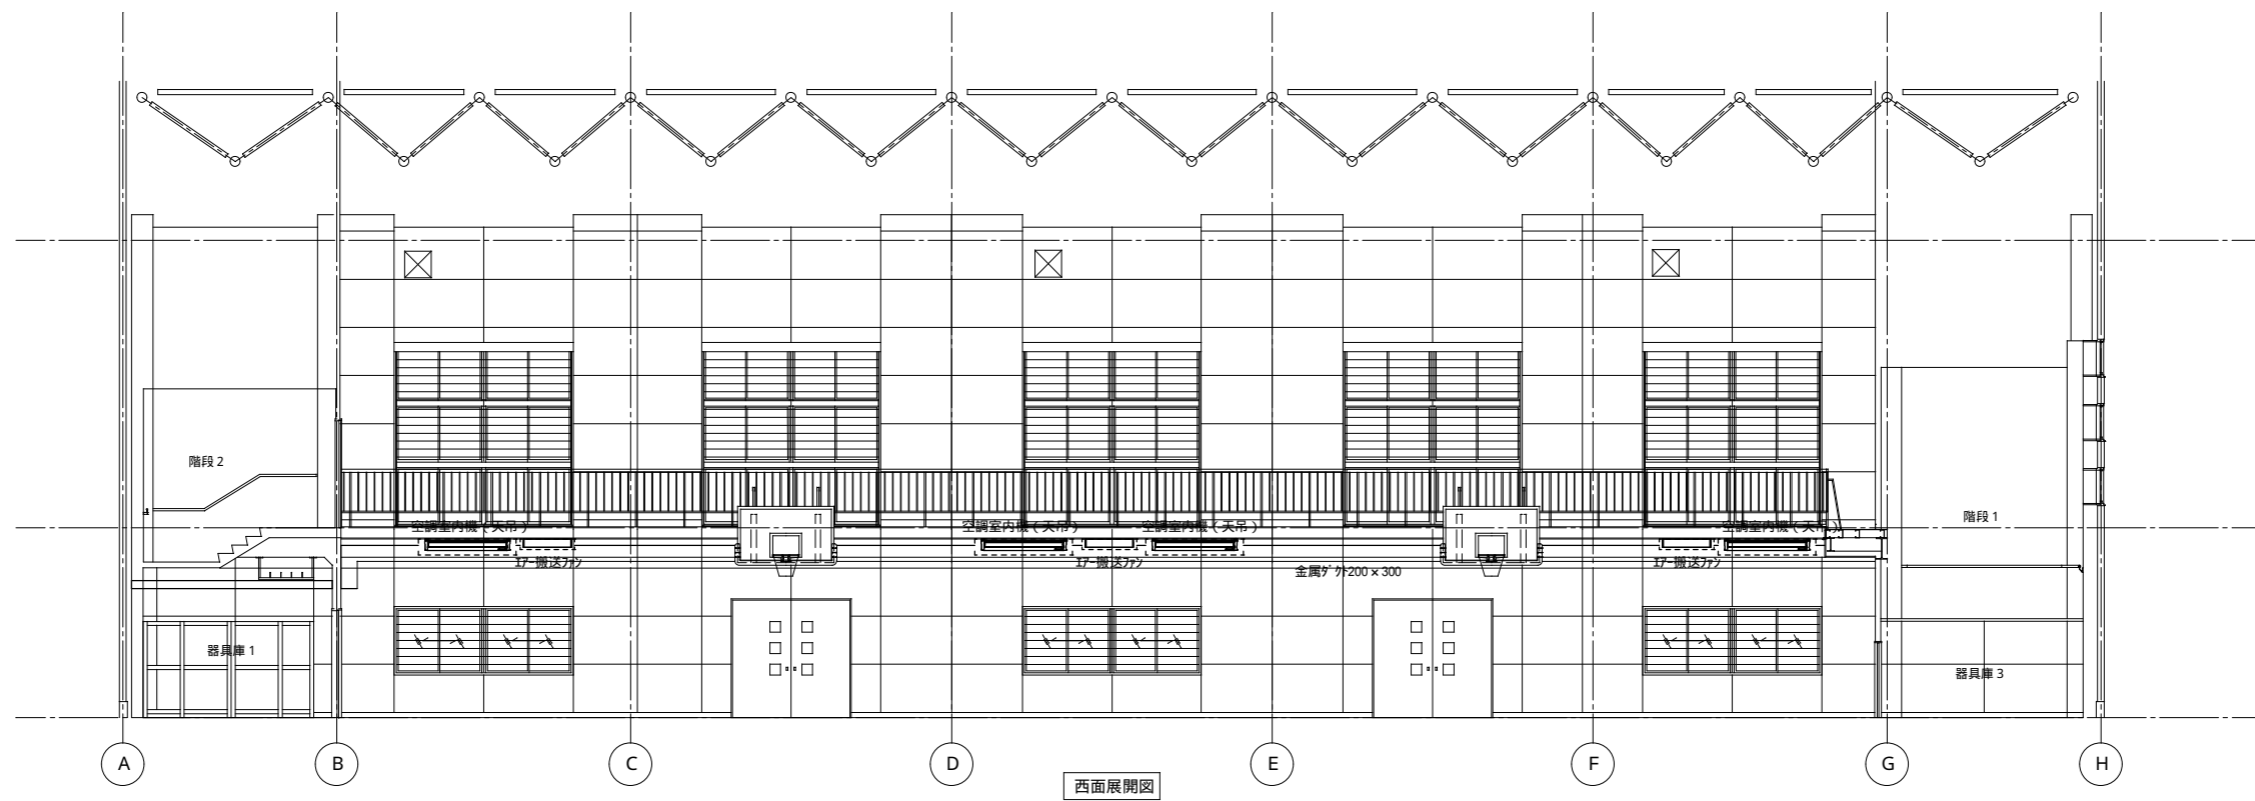 階段２
空調室内機（天吊）
空調室内機（天吊）
空調室内機（天吊）
空調室内機（天吊）
階段１
ｴｱｰ搬送ﾌｧﾝ
ｴｱｰ搬送ﾌｧﾝ
金属ﾀﾞｸﾄ200×300
ｴｱｰ搬送ﾌｧﾝ
器具庫１
器具庫３
A B C D E F G H
西面展開図